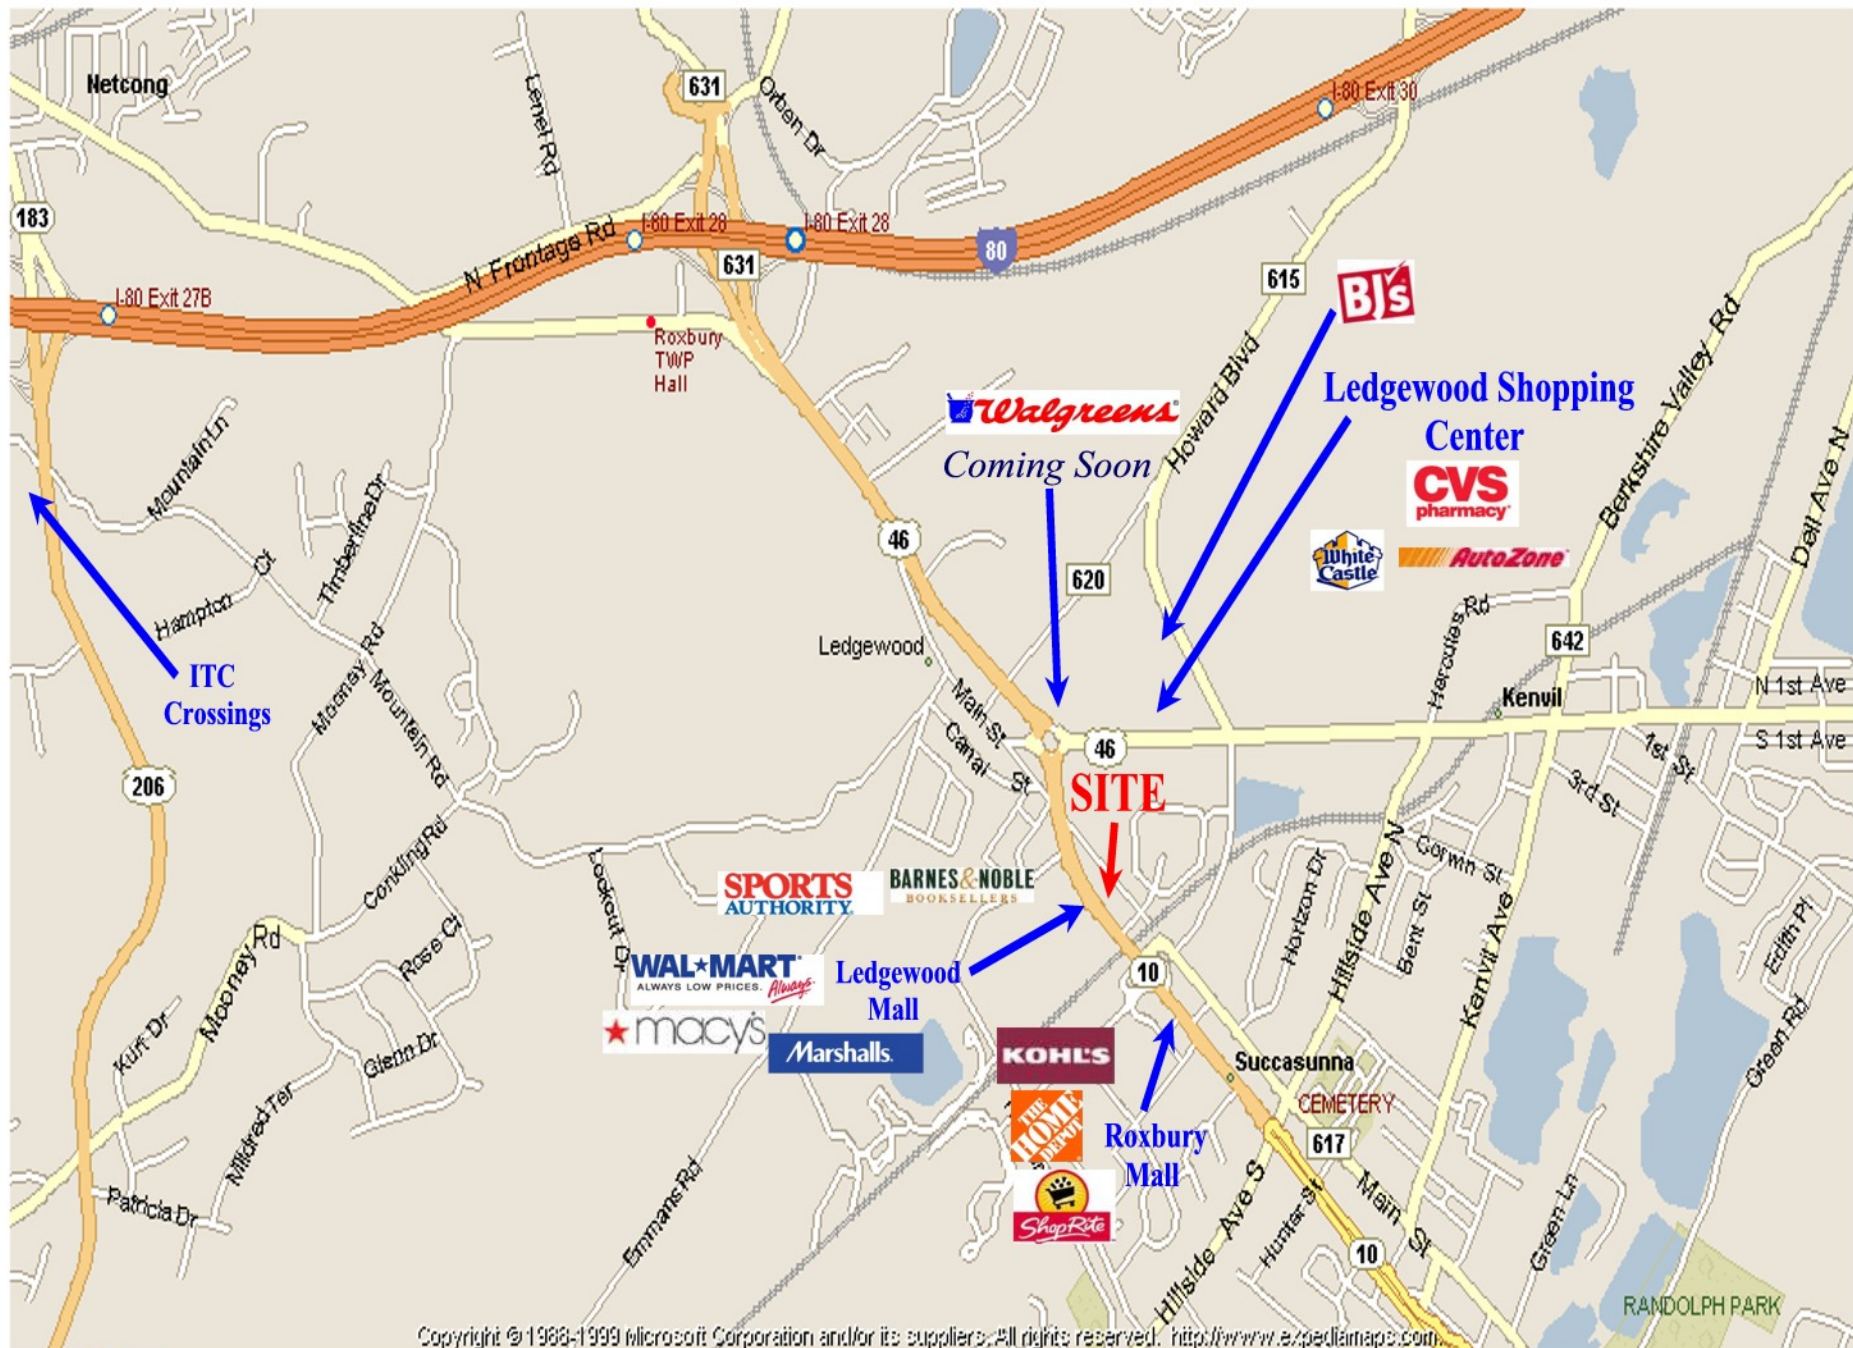 631
Netcong
Lenel Rd
Orben Dr
I-80 Exit 30
183
I-80 Exit 28
I-80 Exit 28
N Frontage Rd
631
80
615
BJ's
I-80 Exit 27B
Roxbury
TWP
Hall
Howard Blvd
Berkshire Valley Rd
Ledgewood Shopping
Center
Walgreens
Coming Soon
Mountain Ln
Timberline Dr
CVS
pharmacy
Dell Ave N
46
White
Castle
AutoZone
620
Hampton
Ct
Hercules Rd
642
Ledgewood
Mooney Rd
Mountain Rd
ITC
Crossings
Main St
Kenvil
N 1st Ave
46
S 1st Ave
Canal St
1st St
206
SITE
3rd St
Conkling Rd
Lookout Dr
Corwin St
Horizon Dr
Hillside Ave N
Bent St
Kenvil Ave
SPORTS
AUTHORITY
BARNES & NOBLE
BOOKSELLERS
Edith Pl
Mooney Rd
Rose Ct
WAL★MART
ALWAYS LOW PRICES. Always.
Ledgewood
Mall
10
Kurt Dr
Glenn Dr
macy's
Marshalls.
KOHL'S
Green Rd
Succasunna
CEMETERY
THE
HOME
DEPOT
Roxbury
Mall
617
Mildred Ter
Emmans Rd
ShopRite
Patricia Dr
Hillside Ave S
Hunter St
Main St
Green Ln
10
RANDOLPH PARK
Copyright © 1988-1999 Microsoft Corporation and/or its suppliers. All rights reserved. http://www.expediamaps.com